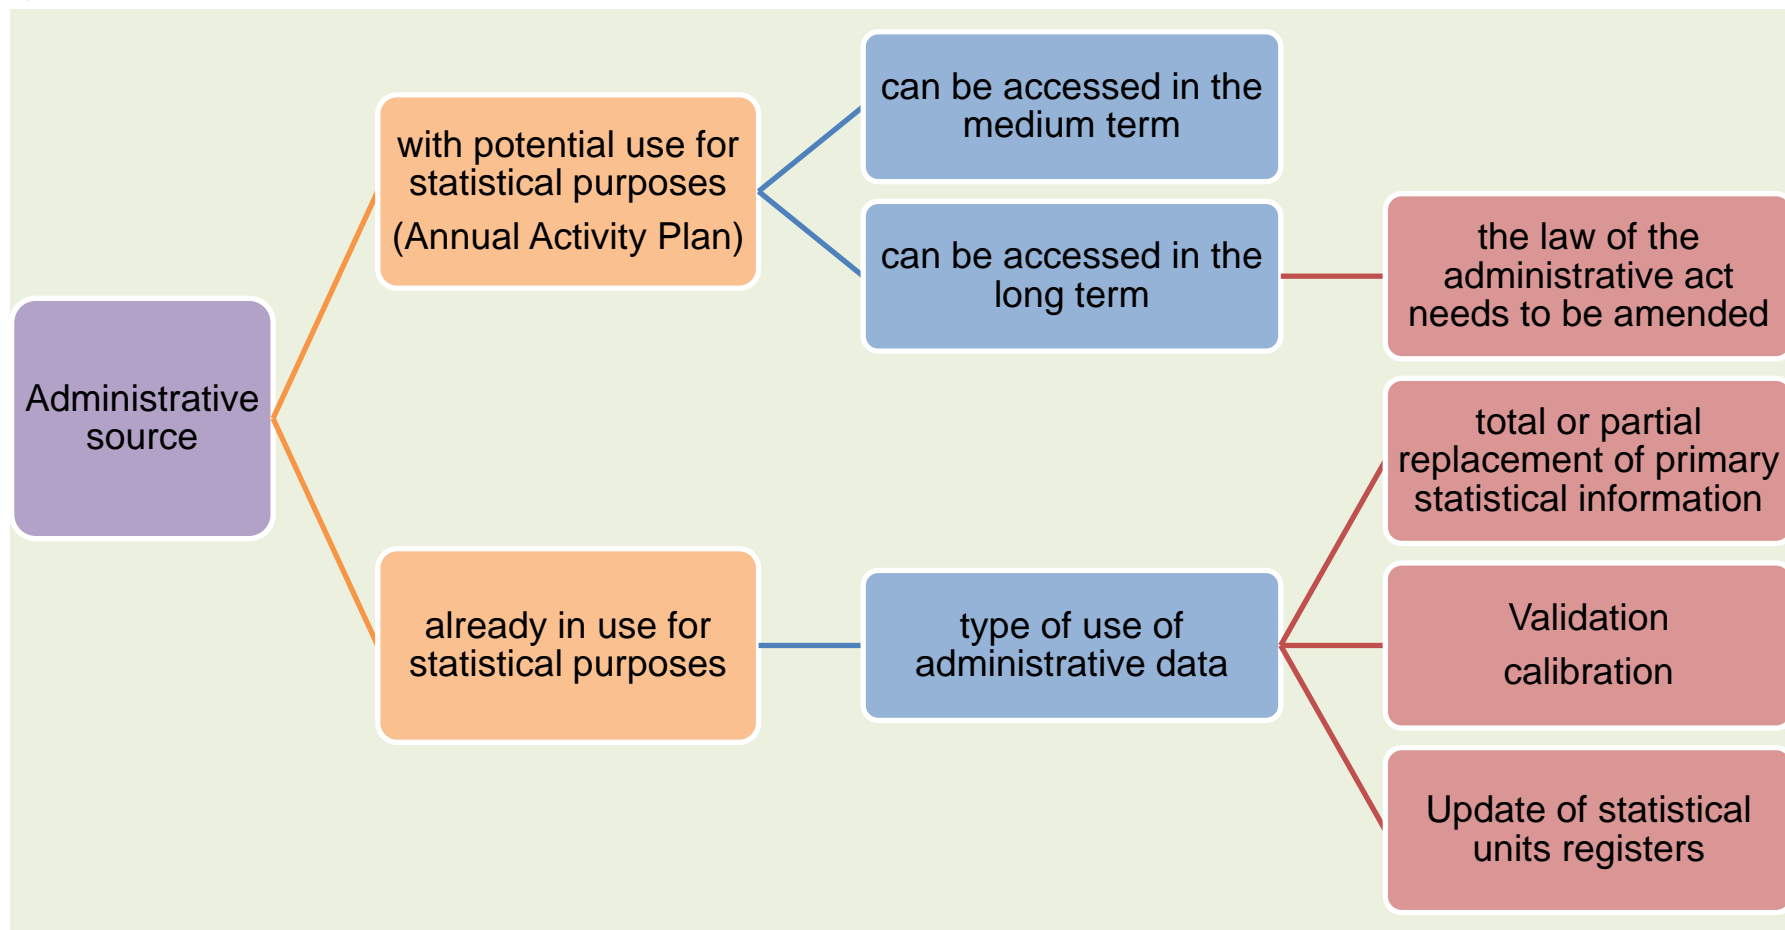 Administrative
source
with potential use for
statistical purposes
(Annual Activity Plan)
can be accessed in the
medium term
can be accessed in the
long term
the law of the
administrative act
needs to be amended
already in use for
statistical purposes
type of use of
administrative data
total or partial
replacement of primary
statistical information
Validation
calibration
Update of statistical
units registers